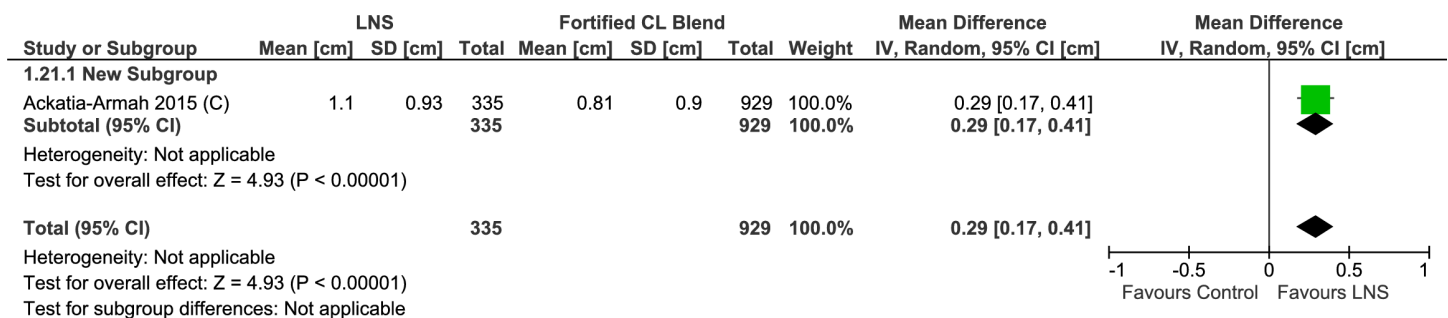 LNS Fortified CL Blend Mean Difference Mean Difference
Study or Subgroup Mean [cm] SD [cm] Total Mean [cm] SD [cm] Total Weight IV, Random, 95% CI [cm] IV, Random, 95% CI [cm]
1.21.1 New Subgroup
Ackatia-Armah 2015 (C) 1.1 0.93 335 0.81 0.9 929 100.0% 0.29 [0.17, 0.41]
Subtotal (95% CI) 335 929 100.0% 0.29 [0.17, 0.41]
Heterogeneity: Not applicable
Test for overall effect: Z = 4.93 (P < 0.00001)
Total (95% CI) 335 929 100.0% 0.29 [0.17, 0.41]
Heterogeneity: Not applicable
Test for overall effect: Z = 4.93 (P < 0.00001)
Test for subgroup differences: Not applicable
-1 -0.5 0 0.5 1
Favours Control Favours LNS